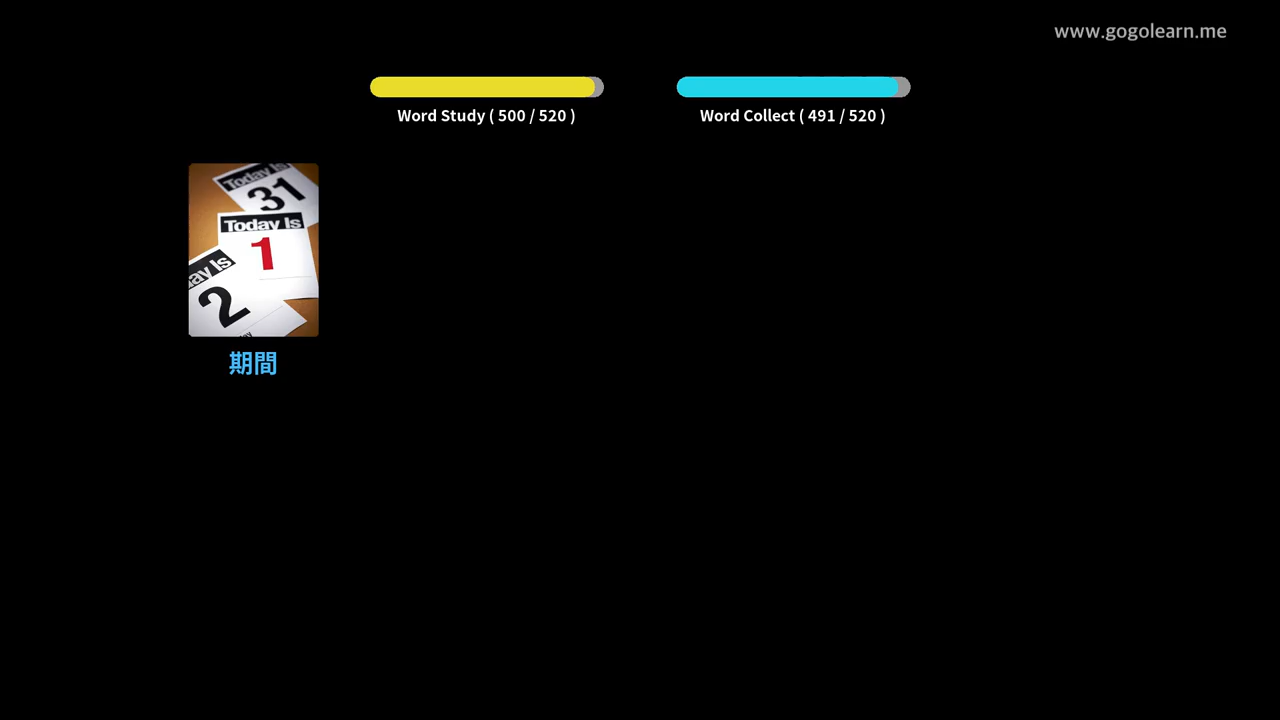 www.gogolearn.me
Word Study ( 500 / 520 )
Word Collect ( 491 / 520 )
Today Is
31
Today Is
1
ay Is
2
期間